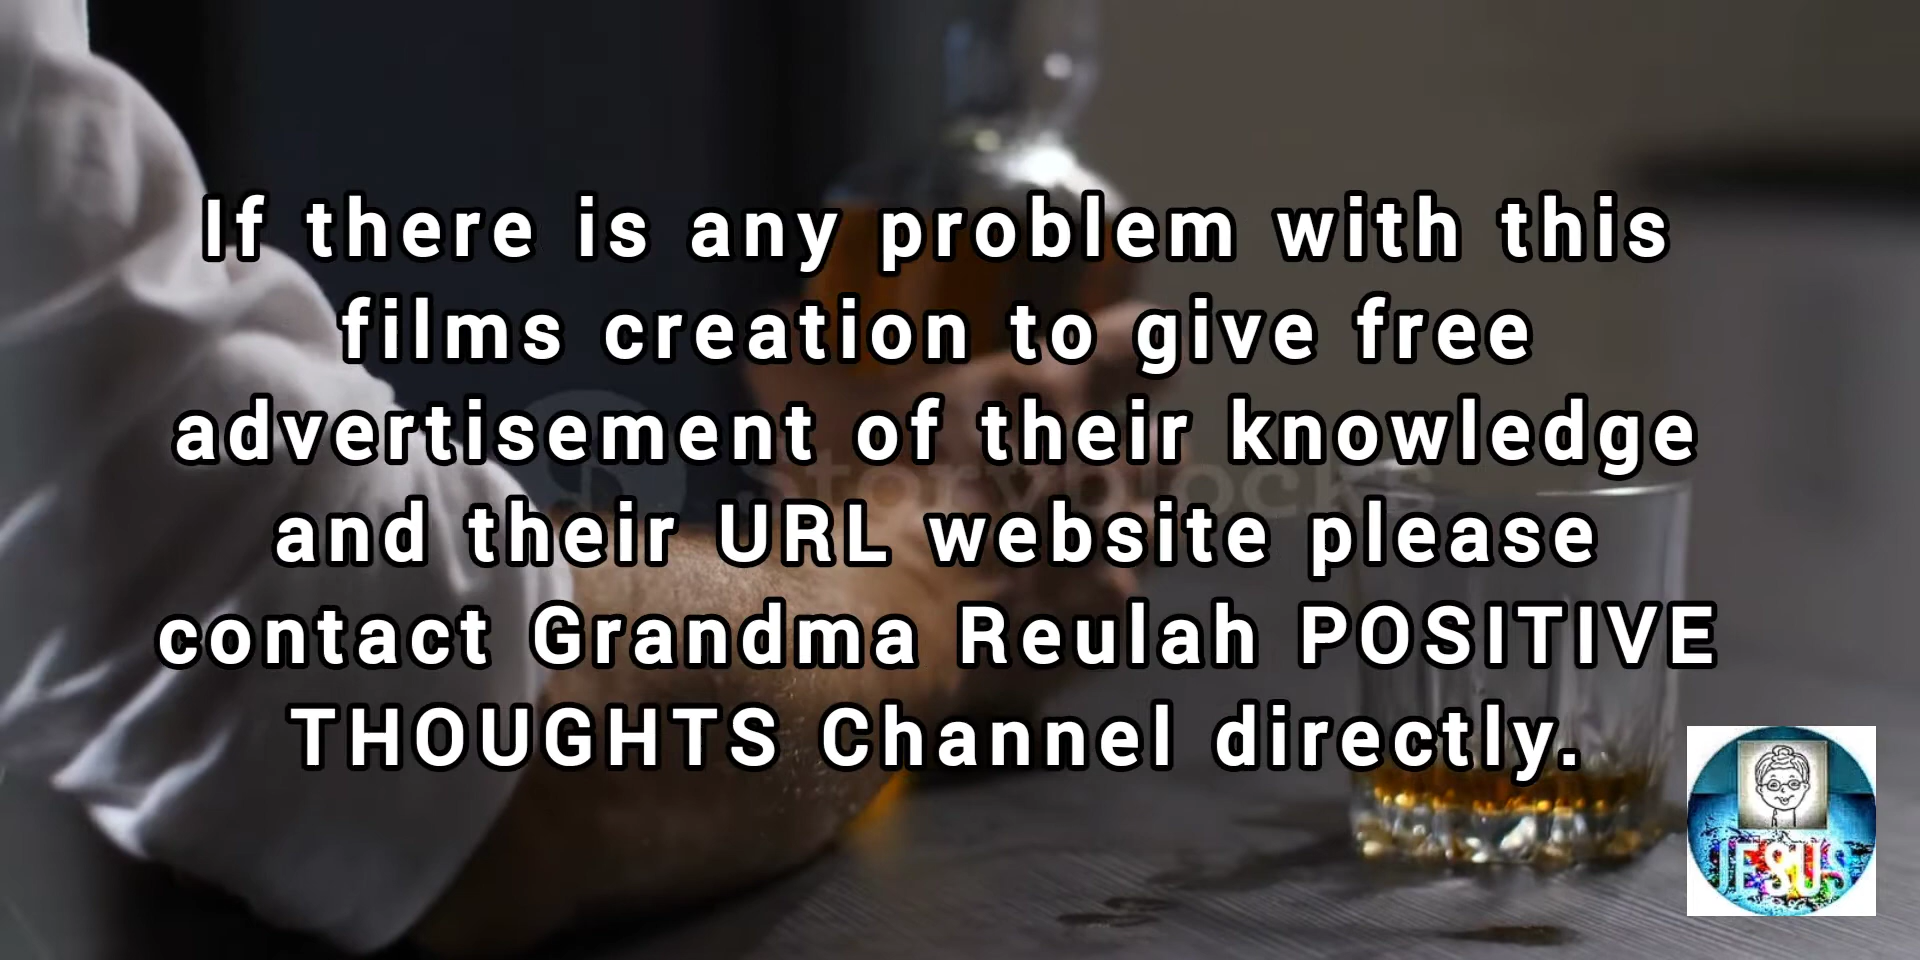 If there is any problem with this
films creation to give free
advertisement of their knowledge
and their URL website please
contact Grandma Reulah POSITIVE
THOUGHTS Channel directly.
storyblocks
JESUS